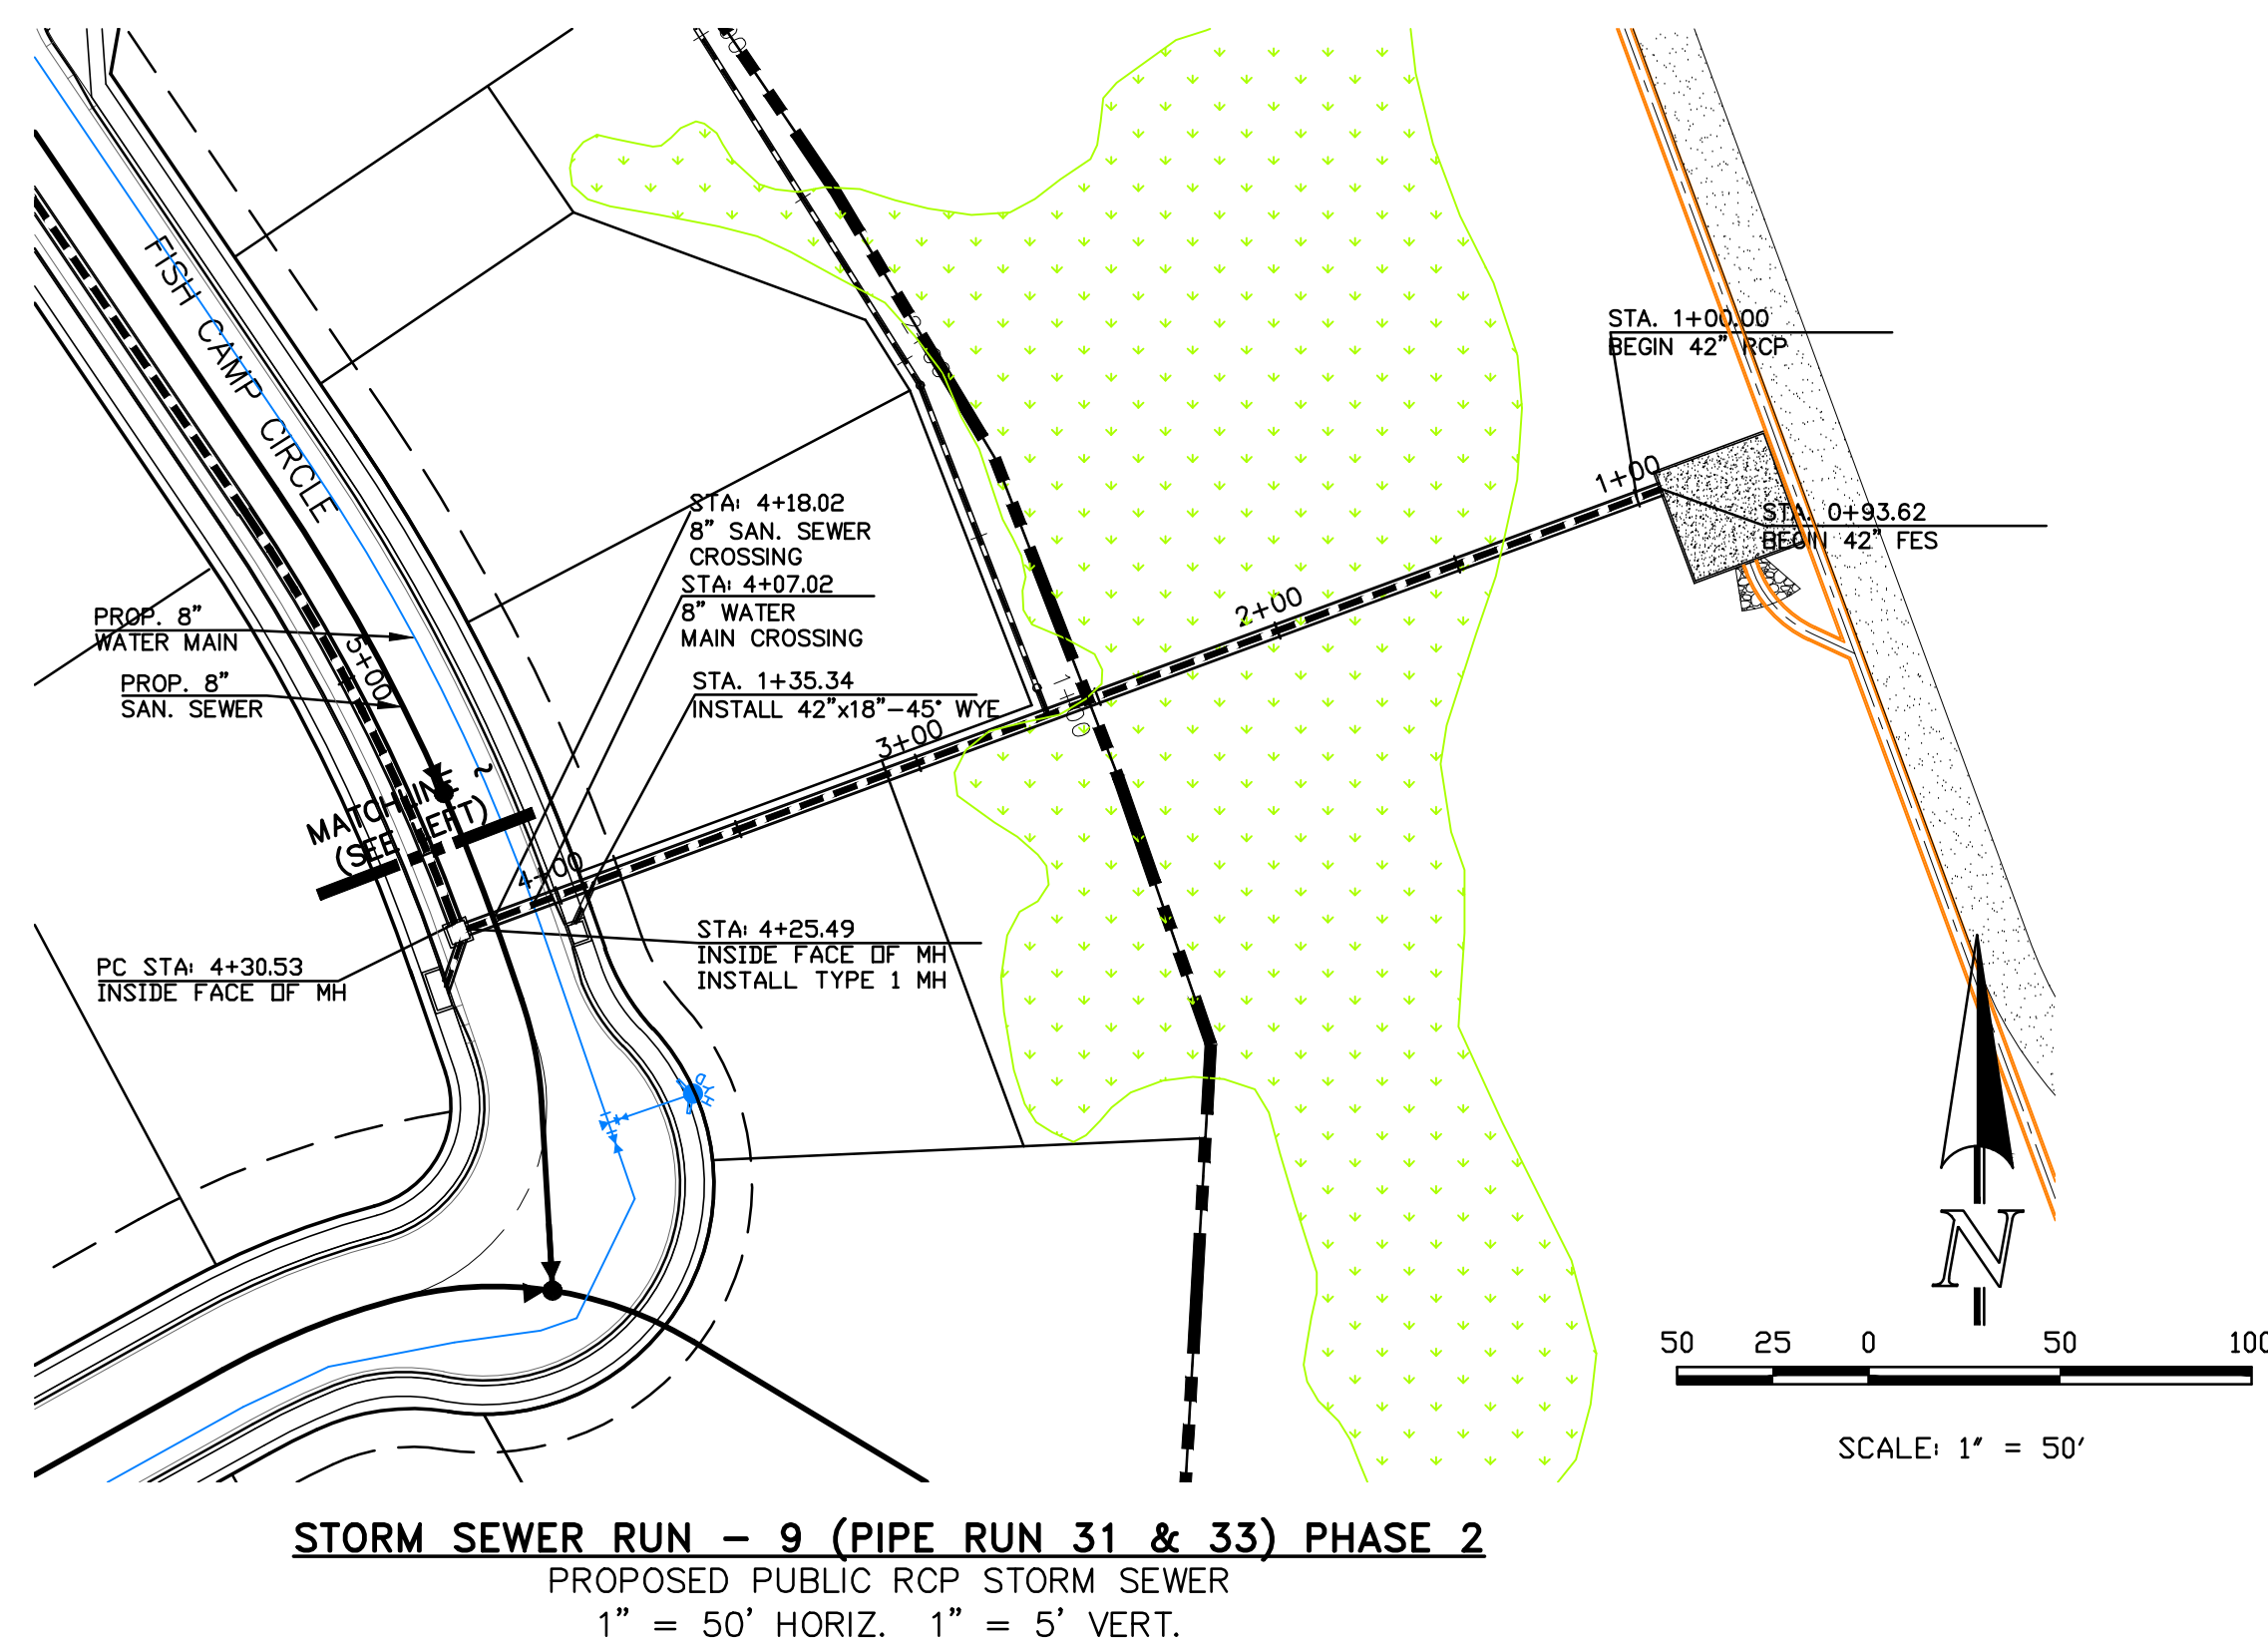 FISH CAMP CIRCLE
2+00
STA. 1+00.00
BEGIN 42” RCP
1+00
STA. 0+93.62
BEGIN 42” FES
STA: 4+18.02
8” SAN. SEWER
CROSSING
STA: 4+07.02
8” WATER
MAIN CROSSING
STA. 1+35.34
INSTALL 42”x18”-45° WYE
PROP. 8”
WATER MAIN
PROP. 8”
SAN. SEWER
5+00
2+00
1+00
3+00
4+00
MATCHLINE ~
(SEE LEFT)
STA: 4+25.49
INSIDE FACE OF MH
INSTALL TYPE 1 MH
PC STA: 4+30.53
INSIDE FACE OF MH
HYD
N
50 25 0 50 100
SCALE: 1” = 50’
STORM SEWER RUN - 9 (PIPE RUN 31 & 33) PHASE 2
PROPOSED PUBLIC RCP STORM SEWER
1” = 50’ HORIZ. 1” = 5’ VERT.